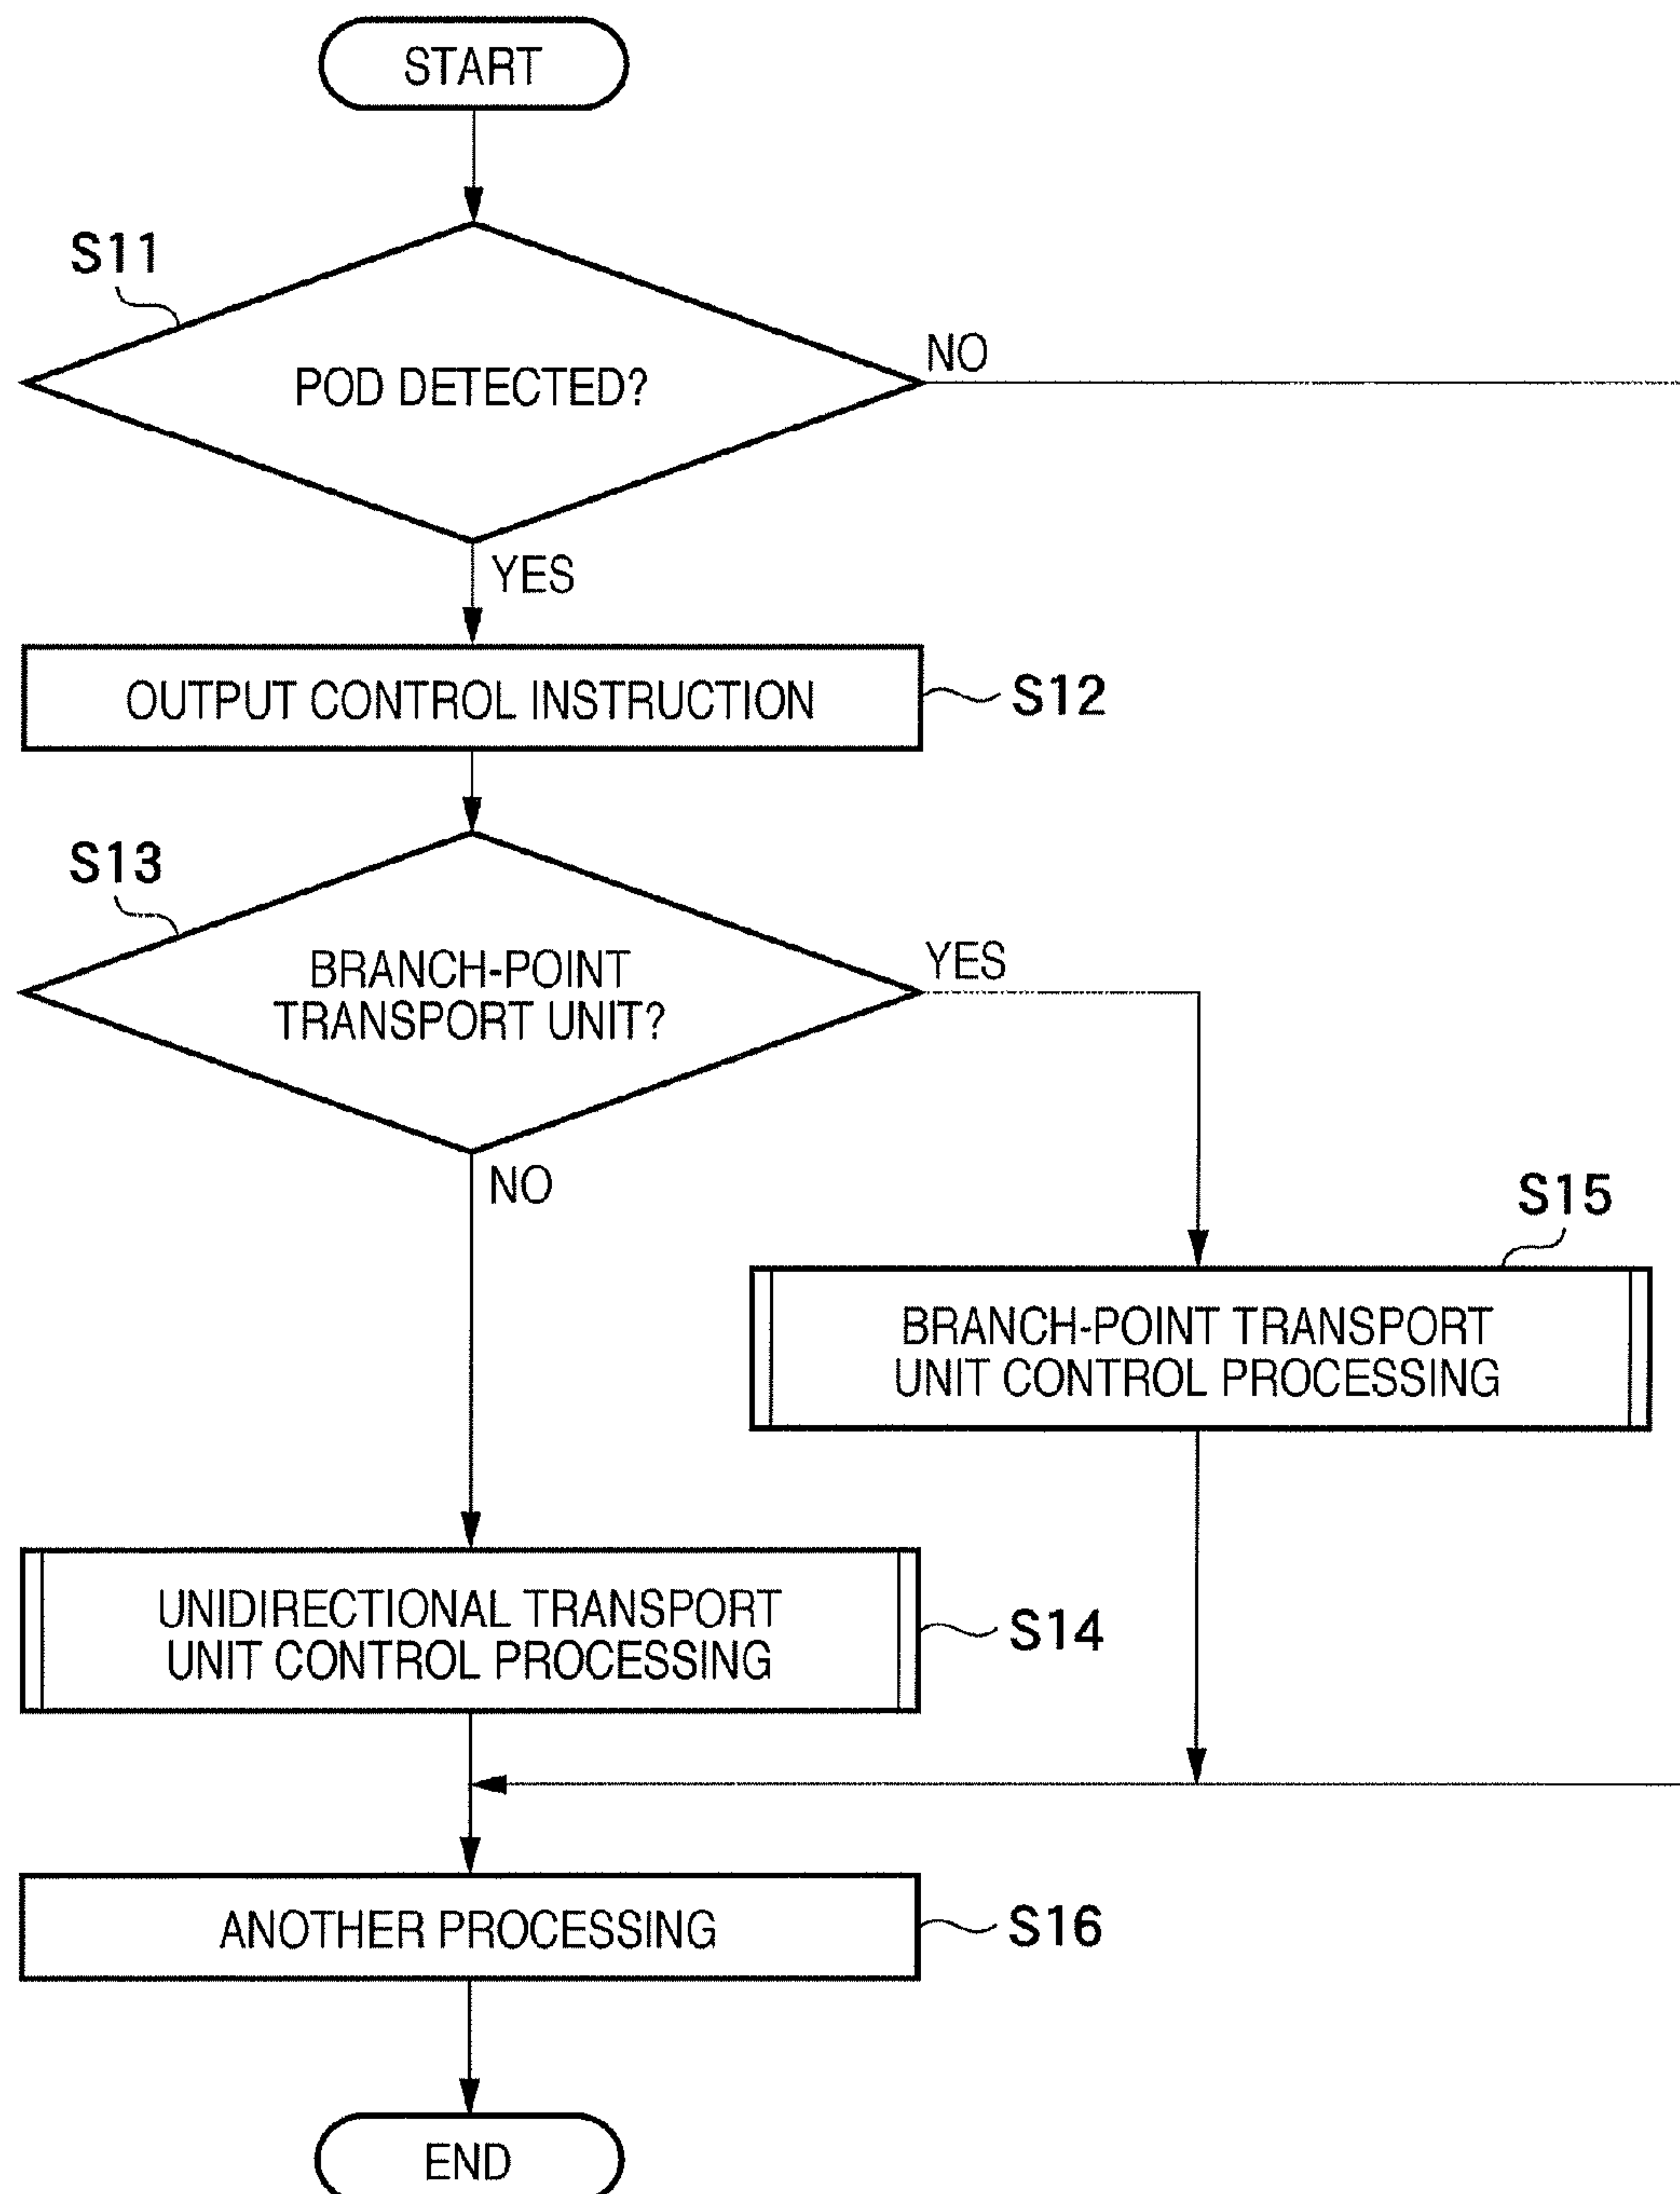 START
S11
POD DETECTED?
NO
YES
OUTPUT CONTROL INSTRUCTION
S12
S13
BRANCH-POINT
TRANSPORT UNIT?
YES
NO
S15
BRANCH-POINT TRANSPORT
UNIT CONTROL PROCESSING
UNIDIRECTIONAL TRANSPORT
UNIT CONTROL PROCESSING
S14
ANOTHER PROCESSING
S16
END